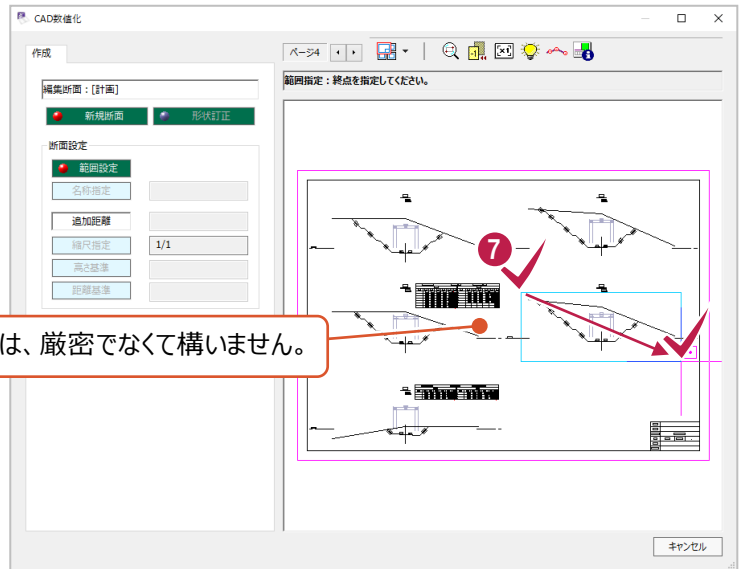 CAD数値化
作成
ページ4
編集断面：[計画]
範囲指定：終点を指定してください。
新規断面
形状訂正
断面設定
範囲設定
名称指定
追加距離
縮尺指定
1/1
高さ基準
距離基準
7
は、厳密でなくて構いません。
キャンセル